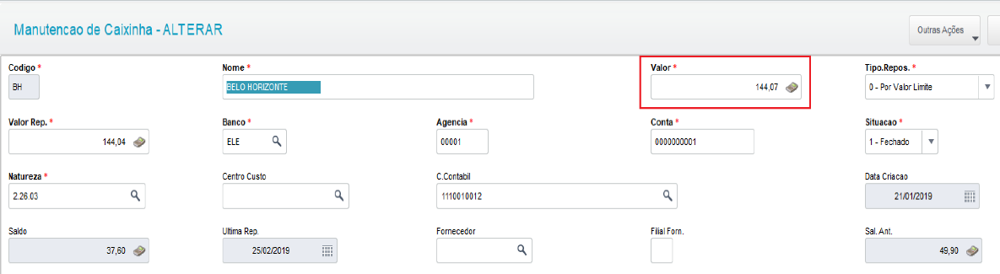 Manutencao de Caixinha - ALTERAR
Outras Ações
Codigo * Nome * Valor * Tipo.Repos. *
BH BELO HORIZONTE 144,07 0 - Por Valor Limite
Valor Rep. * Banco * Agencia * Conta * Situacao *
144,04 ELE 00001 0000000001 1 - Fechado
Natureza * Centro Custo C.Contabil Data Criacao
2.26.03 1110010012 21/01/2019
Saldo Ultima Rep. Fornecedor Filial Forn. Sal. Ant.
37,60 25/02/2019 49,90